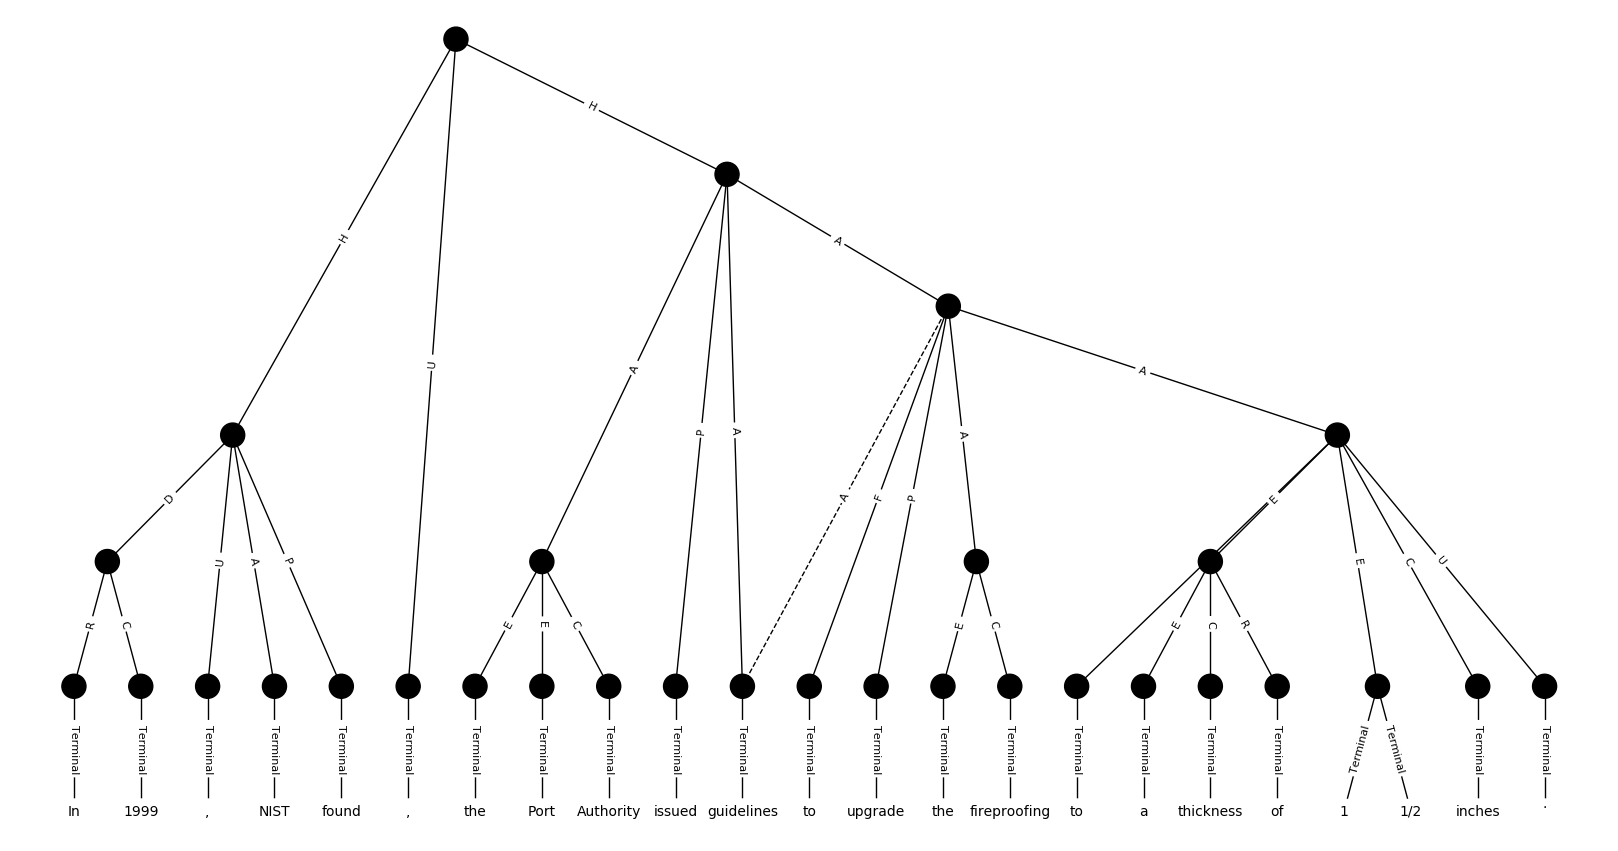 H
H
A
A
U
A
P
A
D
E
A
F
P
A
U
A
P
E
C
U
R
C
E
E
C
E
C
E
C
R
Terminal Terminal Terminal Terminal Terminal Terminal Terminal Terminal Terminal Terminal Terminal Terminal Terminal Terminal Terminal Terminal Terminal Terminal Terminal Terminal Terminal Terminal Terminal
In 1999 , NIST found , the Port Authority issued guidelines to upgrade the fireproofing to a thickness of 1 1/2 inches .